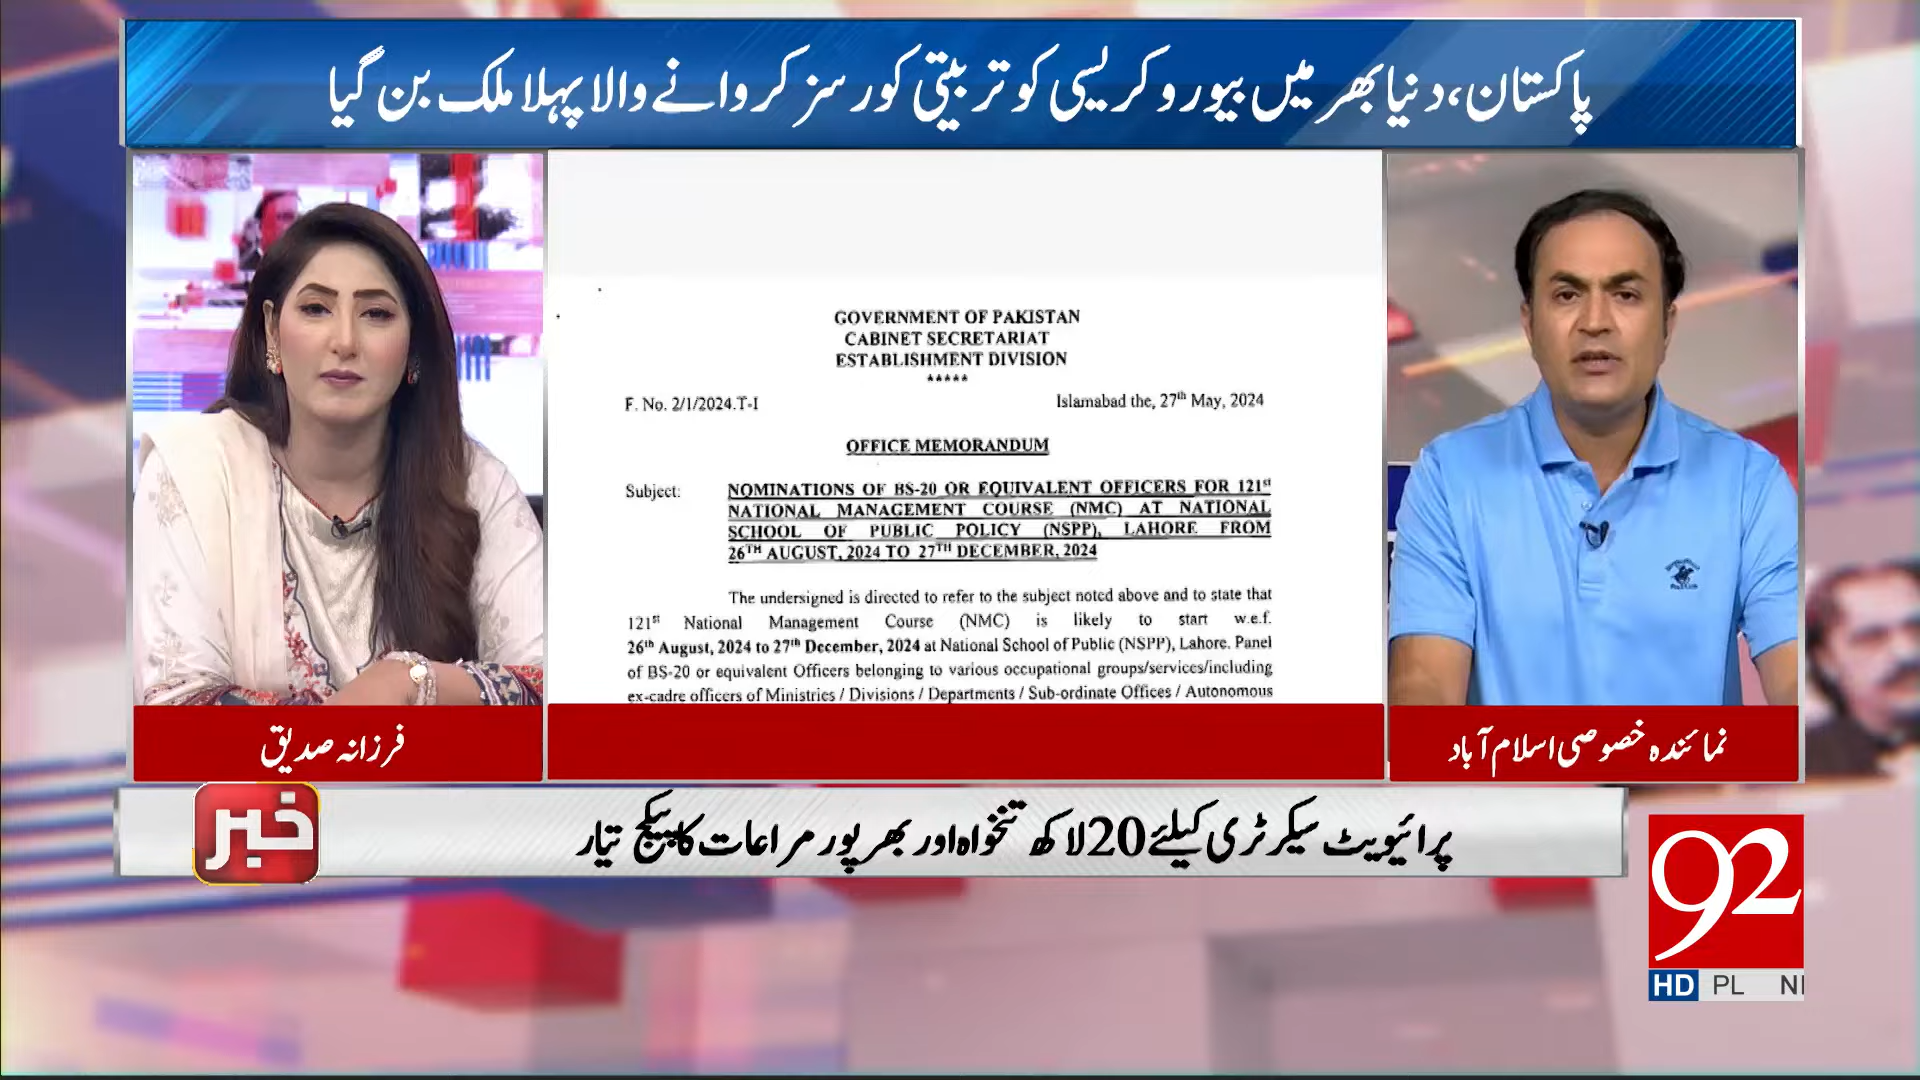 پاکستان، دنیا بھر میں بیوروکریسی کو تربیتی کورسز کروانے والا پہلا ملک بن گیا
GOVERNMENT OF PAKISTAN
CABINET SECRETARIAT
ESTABLISHMENT DIVISION
*****
F. No. 2/1/2024.T-I
Islamabad the, 27th May, 2024
OFFICE MEMORANDUM
Subject: NOMINATIONS OF BS-20 OR EQUIVALENT OFFICERS FOR 121st
NATIONAL MANAGEMENT COURSE (NMC) AT NATIONAL
SCHOOL OF PUBLIC POLICY (NSPP), LAHORE FROM
26TH AUGUST, 2024 TO 27TH DECEMBER, 2024
The undersigned is directed to refer to the subject noted above and to state that
121st National Management Course (NMC) is likely to start w.e.f.
26th August, 2024 to 27th December, 2024 at National School of Public (NSPP), Lahore. Panel
of BS-20 or equivalent Officers belonging to various occupational groups/services/including
ex-cadre officers of Ministries / Divisions / Departments / Sub-ordinate Offices / Autonomous
فرزانہ صدیق
نمائندہ خصوصی اسلام آباد
خبر
پرائیویٹ سیکرٹری کیلئے 20 لاکھ تنخواہ اور بھرپور مراعات کا پیکیج تیار
92
HD PL